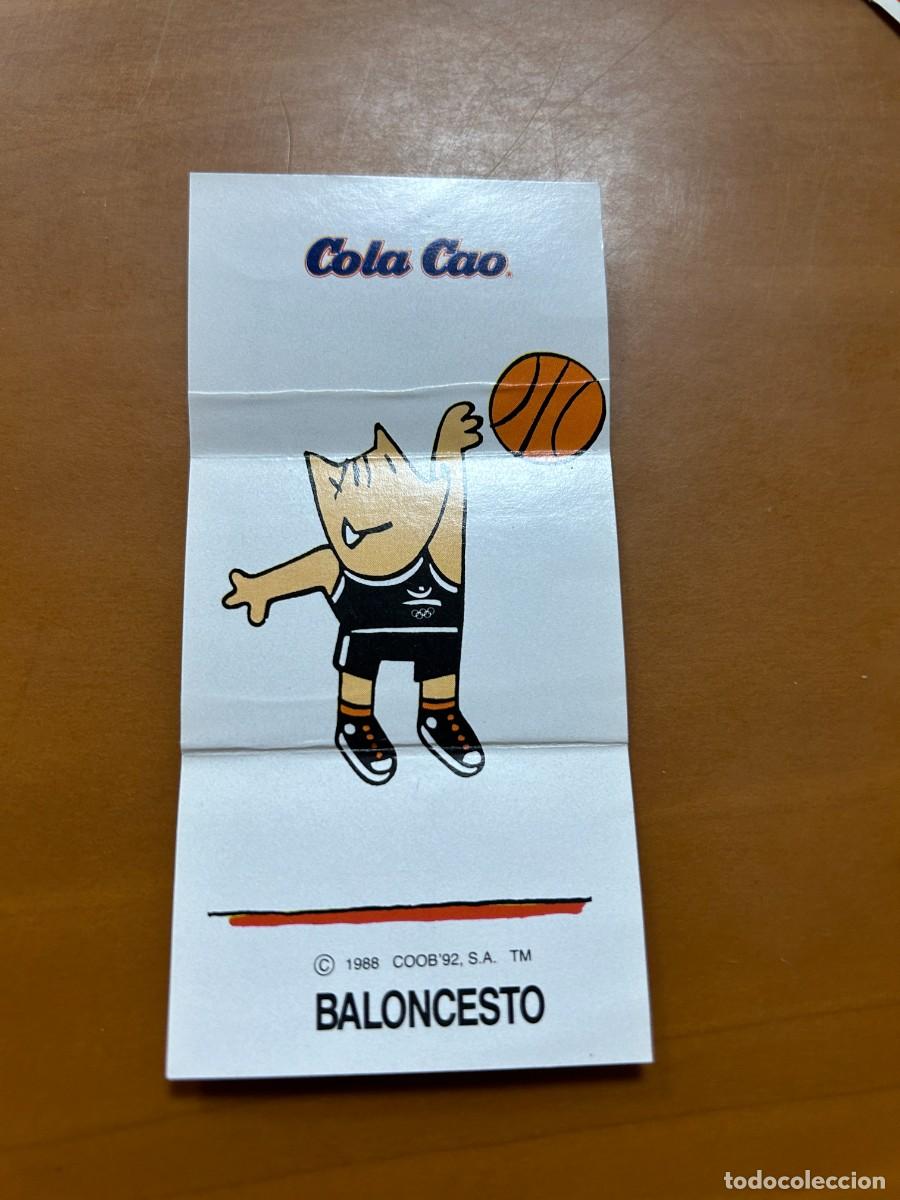 Cola Cao
© 1988 COOB'92, S.A. TM
BALONCESTO
todocoleccion